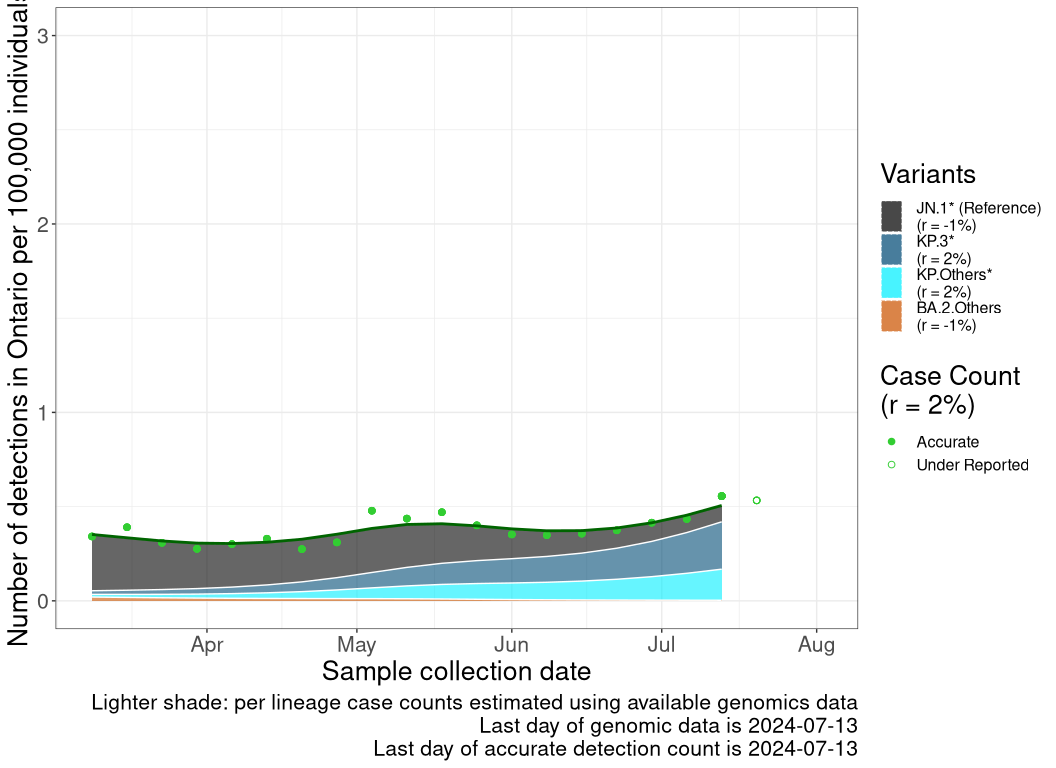 Number of detections in Ontario per 100,000 individuals
3
2
1
0
Apr
May
Jun
Jul
Aug
Sample collection date
Lighter shade: per lineage case counts estimated using available genomics data
Last day of genomic data is 2024-07-13
Last day of accurate detection count is 2024-07-13
Variants
JN.1* (Reference)
(r = -1%)
KP.3*
(r = 2%)
KP.Others*
(r = 2%)
BA.2.Others
(r = -1%)
Case Count
(r = 2%)
Accurate
Under Reported